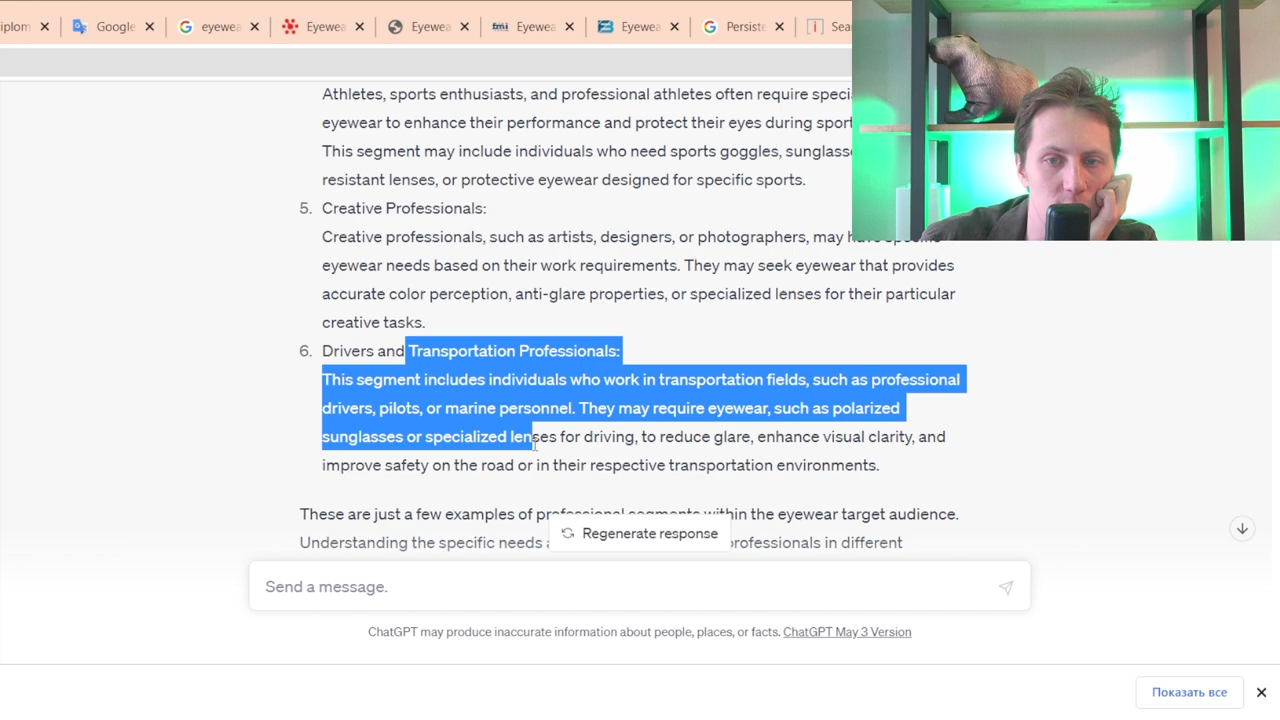 iplom
Google
eyewea
Eyewea
Eyewea
Eyewea
Eyewea
Persiste
Sea
Athletes, sports enthusiasts, and professional athletes often require speci
eyewear to enhance their performance and protect their eyes during sport
This segment may include individuals who need sports goggles, sunglasse
resistant lenses, or protective eyewear designed for specific sports.
5. Creative Professionals:
Creative professionals, such as artists, designers, or photographers, may have specific
eyewear needs based on their work requirements. They may seek eyewear that provides
accurate color perception, anti-glare properties, or specialized lenses for their particular
creative tasks.
6. Drivers and Transportation Professionals:
This segment includes individuals who work in transportation fields, such as professional
drivers, pilots, or marine personnel. They may require eyewear, such as polarized
sunglasses or specialized lenses for driving, to reduce glare, enhance visual clarity, and
improve safety on the road or in their respective transportation environments.
These are just a few examples of professional segments within the eyewear target audience.
Understanding the specific needs a professionals in different
Regenerate response
Send a message.
ChatGPT may produce inaccurate information about people, places, or facts. ChatGPT May 3 Version
Показать все